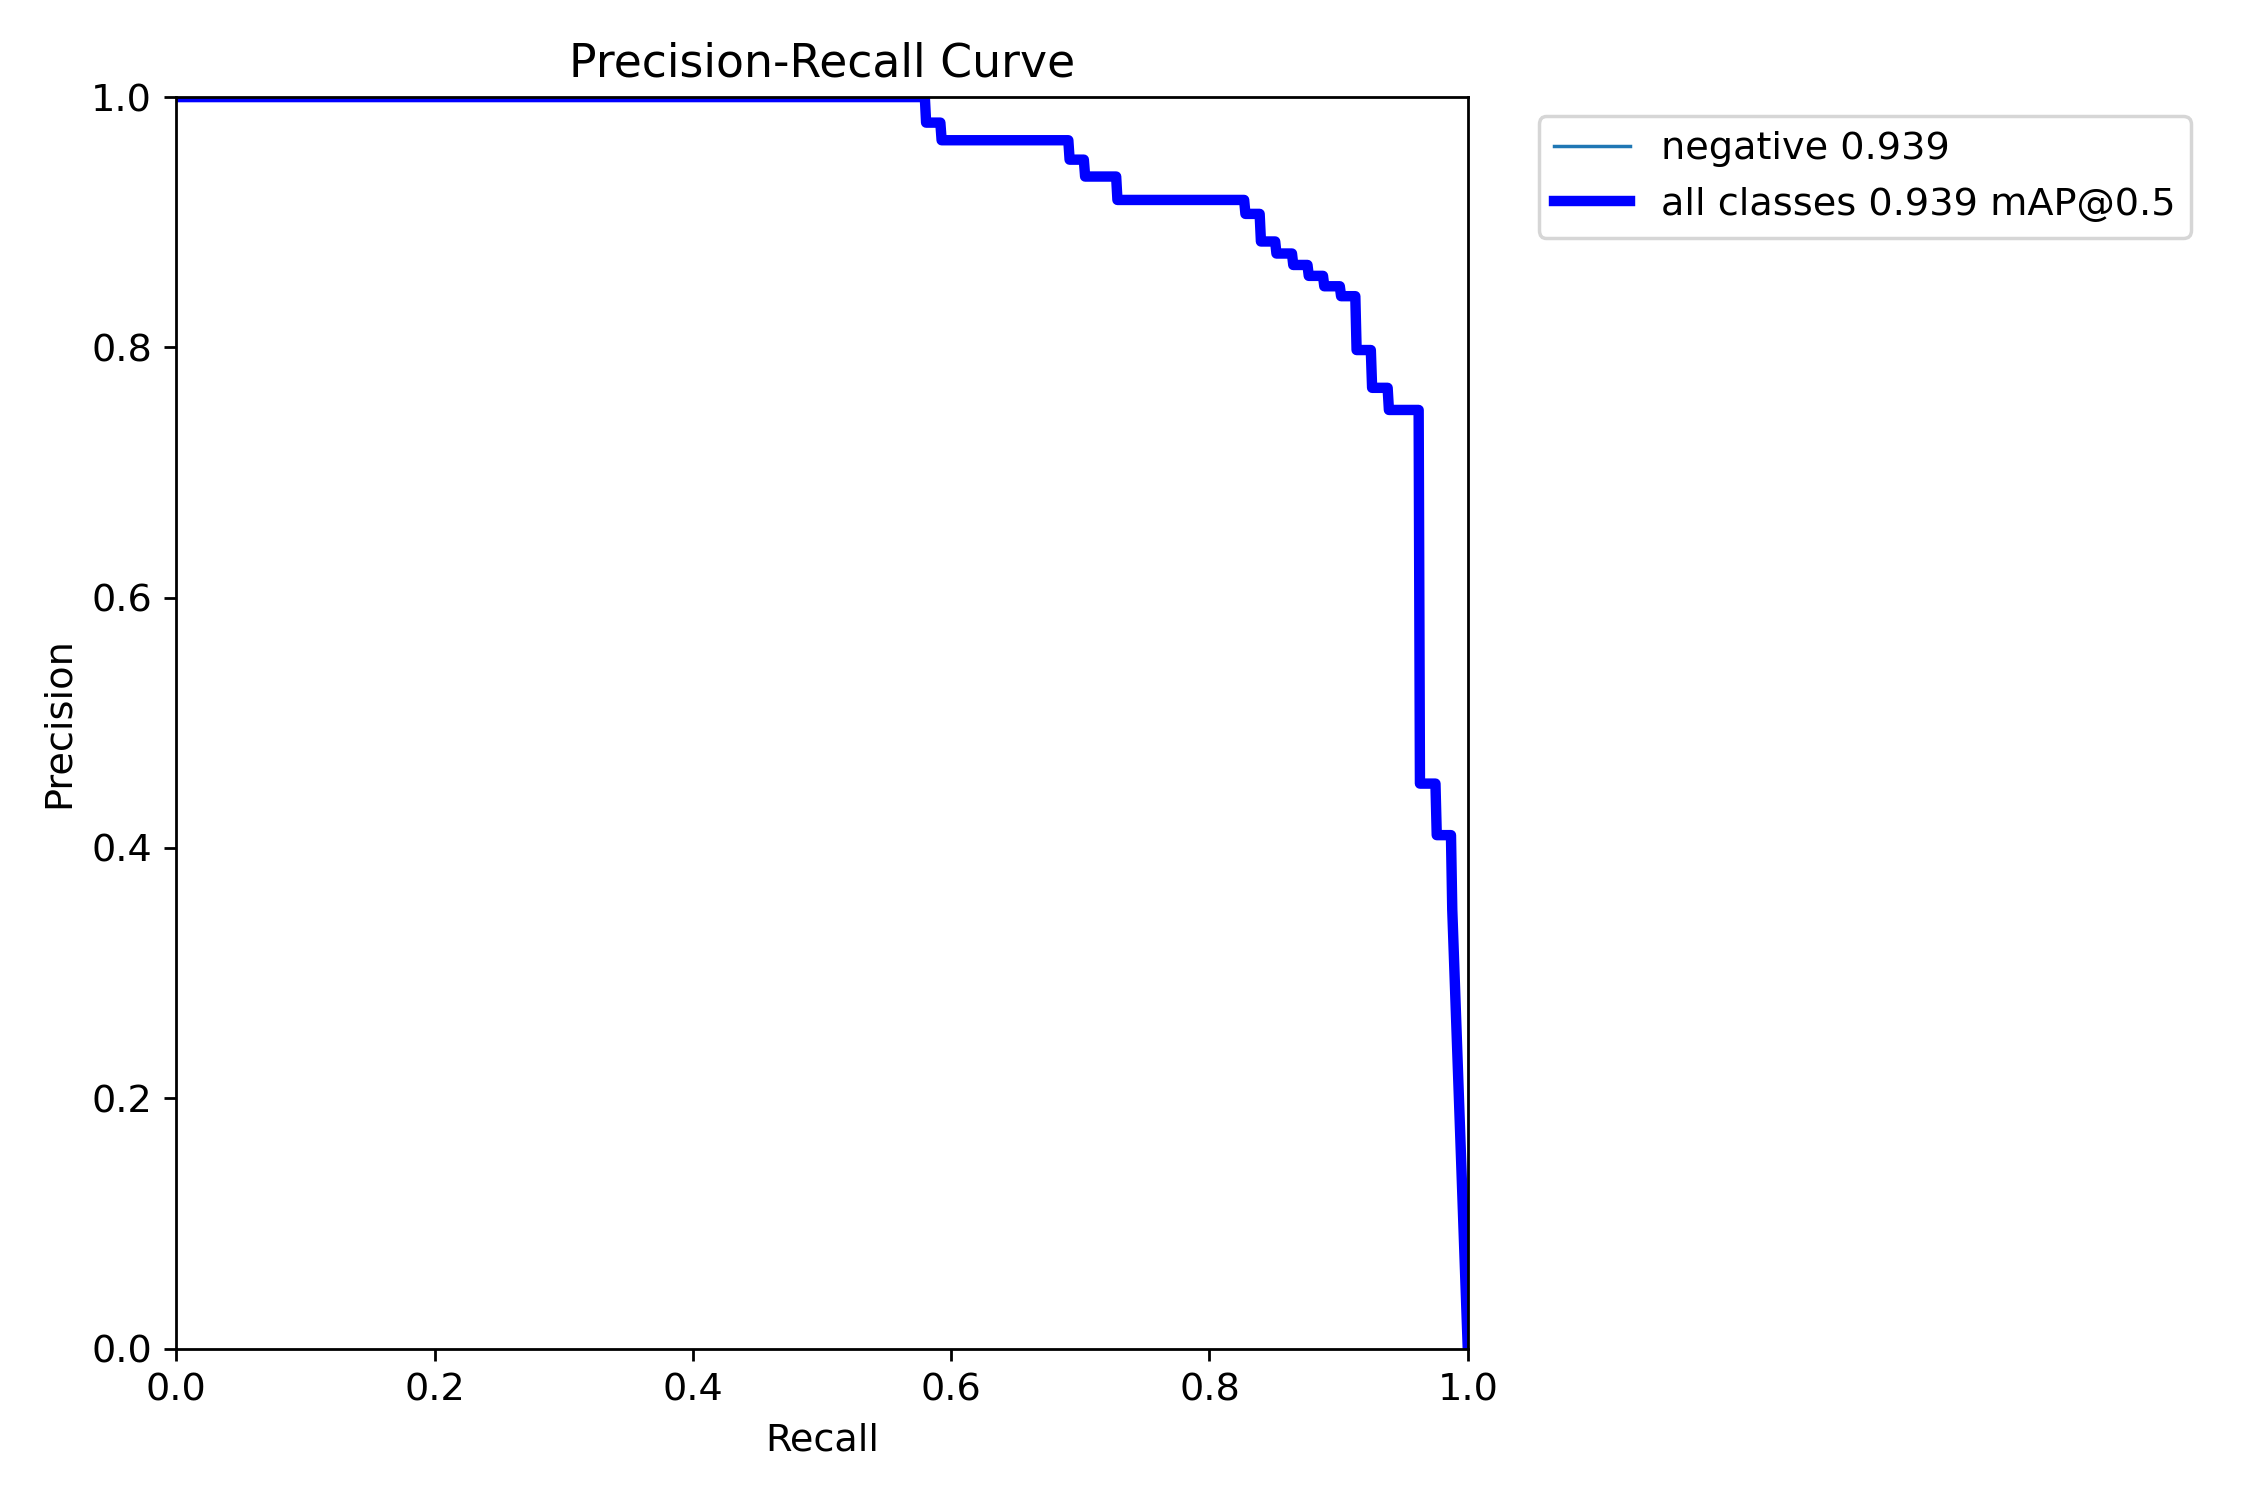 Precision-Recall Curve
1.0
0.8
0.6
0.4
0.2
0.0
Precision
0.0 0.2 0.4 0.6 0.8 1.0
Recall
negative 0.939
all classes 0.939 mAP@0.5